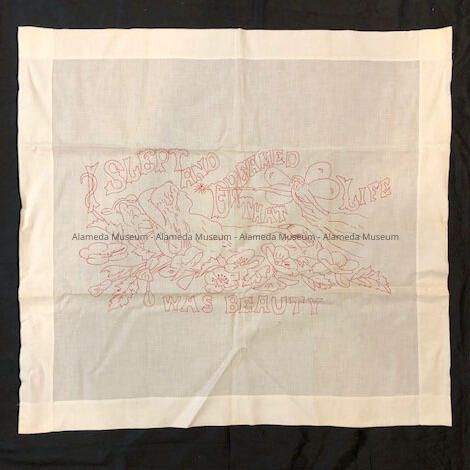 I SLEPT AND DREAMED
THAT LIFE
Alameda Museum - Alameda Museum - Alameda Museum - Alameda Museum
WAS BEAUTY